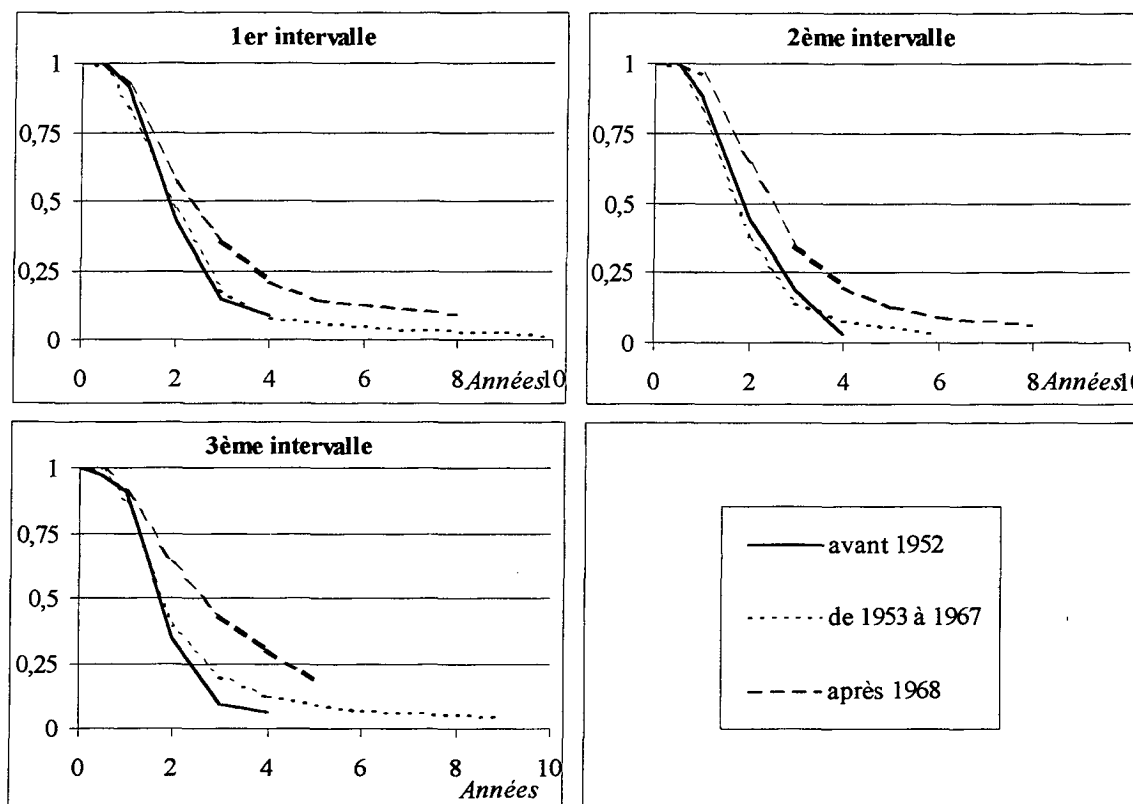 1er intervalle
1
0,75
0,5
0,25
0
0 2 4 6 8 Années 10
2ème intervalle
1
0,75
0,5
0,25
0
0 2 4 6 8 Années 10
3ème intervalle
1
0,75
0,5
0,25
0
0 2 4 6 8 10
Années
avant 1952
de 1953 à 1967
après 1968